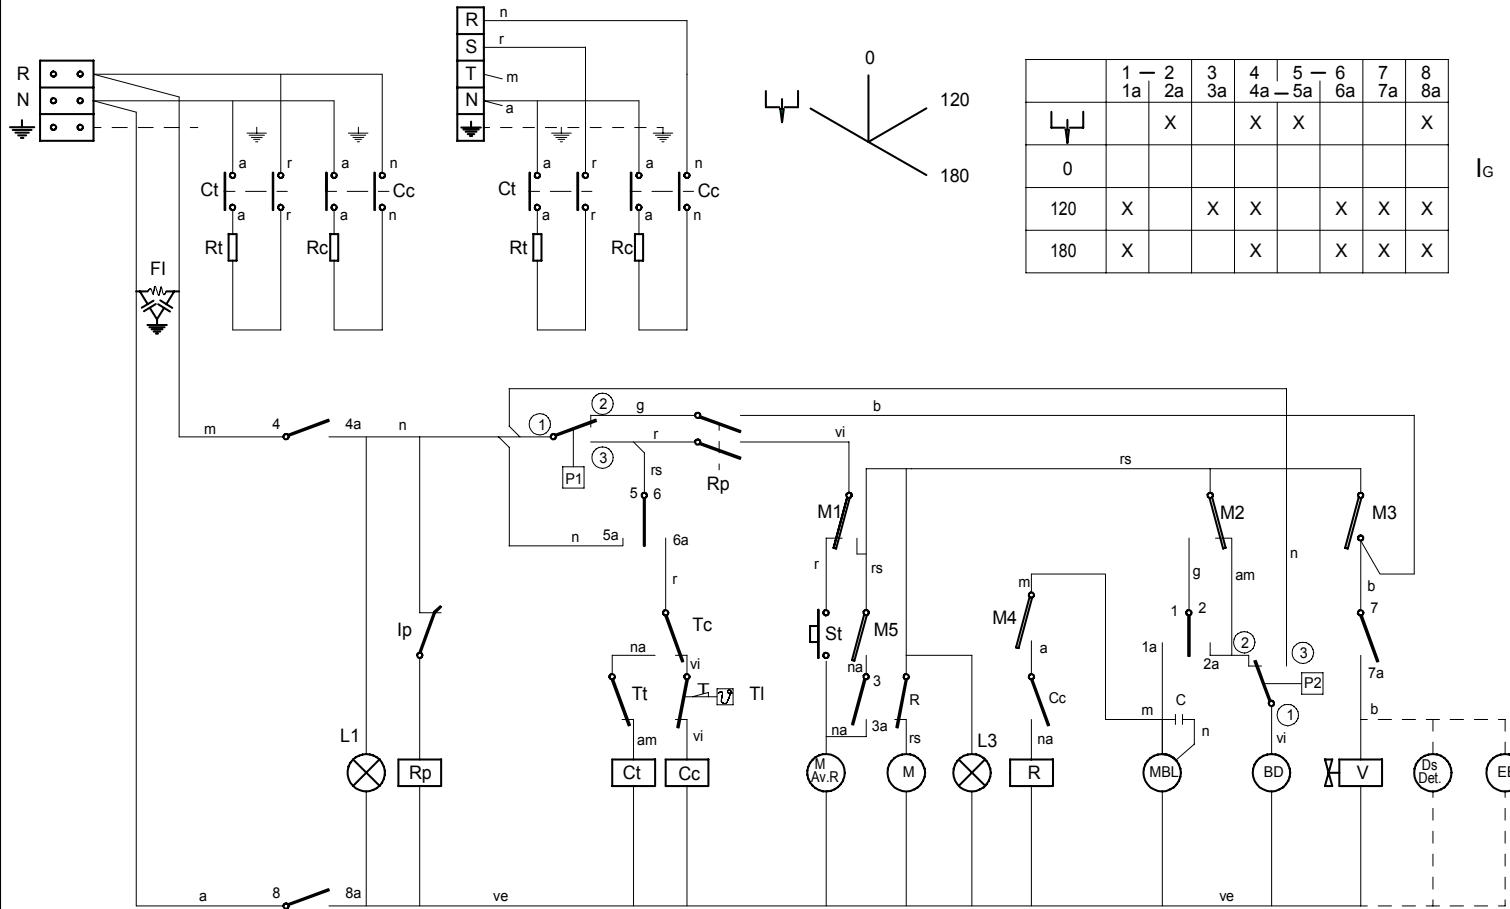 R
N
FI
Ct
a
a
r
r
a
a
n
n
Cc
Rt
Rc
R n
S r
T m
N a
Ct
a
a
r
r
a
a
n
n
Cc
Rt
Rc
0
120
180
1 — 2 3 4 5 — 6 7 8
1a 2a 3a 4a — 5a 6a 7a 8a
X X X X
0
120 X X X X X X
180 X X X X X
IG
m 4 4a n 1 2 g b
3 r vi
P1
rs
Rp
rs
5 6
n 5a 6a
M1
M2
M3
n
r
r
rs
g
am
b
Ip
Tc
St
M5
m
M4
1 2
7
na
vi
na
a
1a
2a
2
3
7a
Tt
Tl
3
R
Cc
m
C
n
P2
1
b
am
vi
na
3a
rs
na
vi
L1
L3
Rp
Ct
Cc
M
Av.R
M
R
MBL
BD
V
Ds
Det.
a 8 8a ve ve